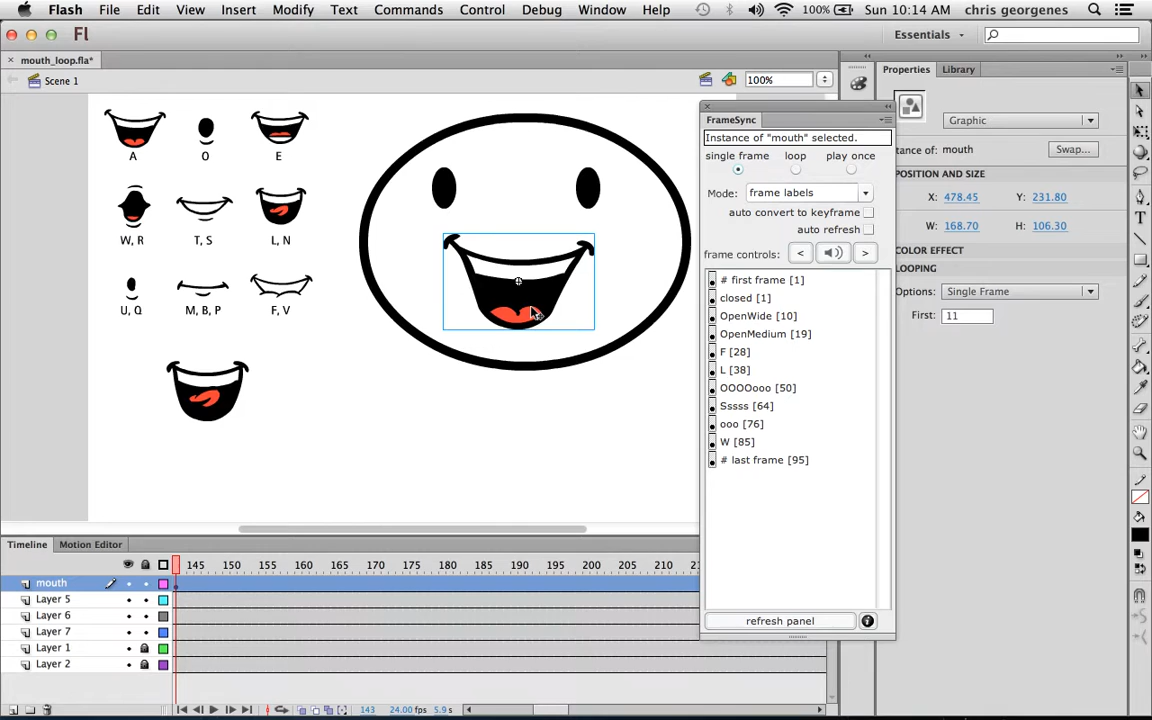 Flash File Edit View Insert Modify Text Commands Control Debug Window Help 100% Sun 10:14 AM chris georgenes
Fl Essentials
mouth_loop.fla*
Scene 1 100%
Properties Library
A O E
W, R T, S L, N
U, Q M, B, P F, V
FrameSync
Instance of "mouth" selected.
single frame loop play once
Mode: frame labels
auto convert to keyframe
auto refresh
frame controls: < >
# first frame [1]
closed [1]
OpenWide [10]
OpenMedium [19]
F [28]
L [38]
OOOOooo [50]
Sssss [64]
ooo [76]
W [85]
# last frame [95]
refresh panel
Graphic
tance of: mouth Swap...
POSITION AND SIZE
X: 478.45 Y: 231.80
W: 168.70 H: 106.30
COLOR EFFECT
LOOPING
Options: Single Frame
First: 11
Timeline Motion Editor
145 150 155 160 165 170 175 180 185 190 195 200 205 210 21
mouth
Layer 5
Layer 6
Layer 7
Layer 1
Layer 2
143 24.00 fps 5.9 s